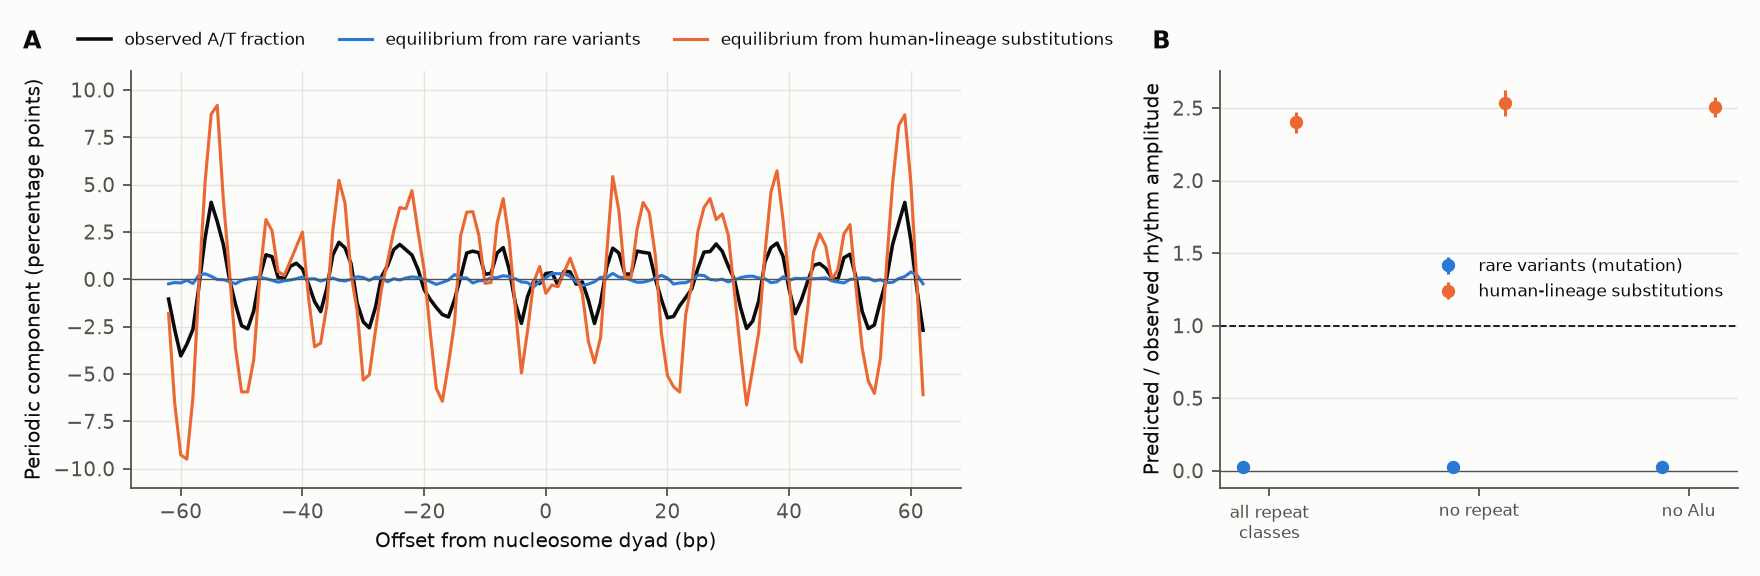 A
observed A/T fraction
equilibrium from rare variants
equilibrium from human-lineage substitutions
Periodic component (percentage points)
10.0
7.5
5.0
2.5
0.0
−2.5
−5.0
−7.5
−10.0
−60
−40
−20
0
20
40
60
Offset from nucleosome dyad (bp)
B
Predicted / observed rhythm amplitude
2.5
2.0
1.5
1.0
0.5
0.0
rare variants (mutation)
human-lineage substitutions
all repeat
classes
no repeat
no Alu